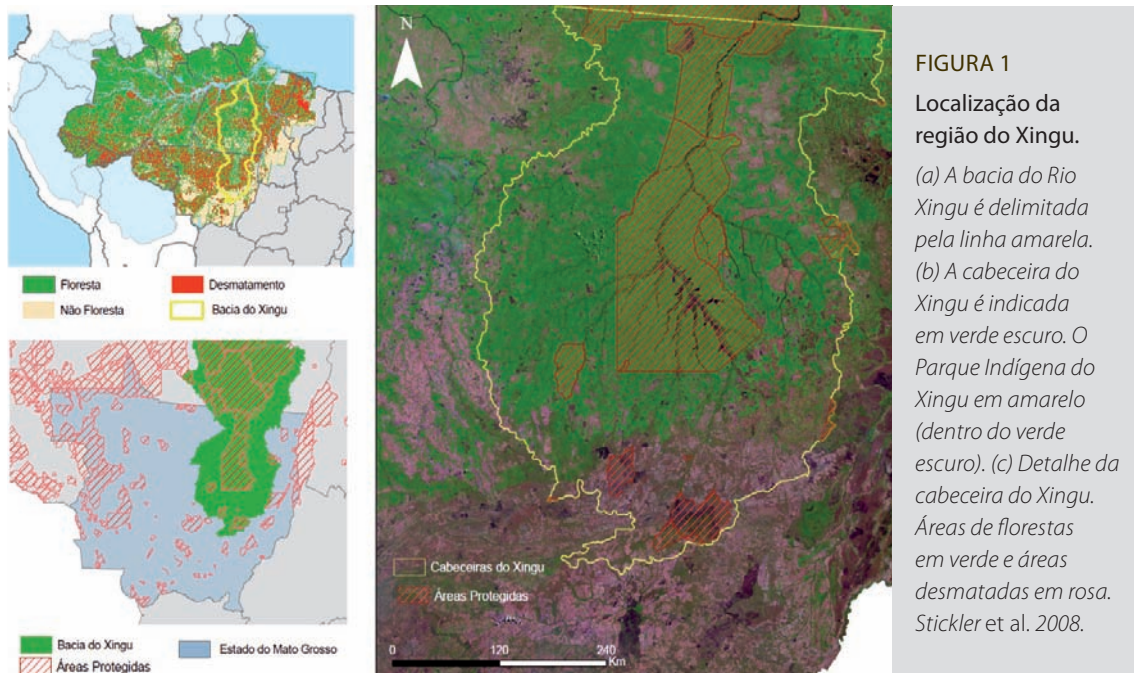 Floresta
Desmatamento
Não Floresta
Bacia do Xingu
Bacia do Xingu
Estado do Mato Grosso
Áreas Protegidas
N
Cabeceiras do Xingu
Áreas Protegidas
0 120 240
Km
FIGURA 1
Localização da
região do Xingu.
(a) A bacia do Rio
Xingu é delimitada
pela linha amarela.
(b) A cabeceira do
Xingu é indicada
em verde escuro. O
Parque Indígena do
Xingu em amarelo
(dentro do verde
escuro). (c) Detalhe da
cabeceira do Xingu.
Áreas de florestas
em verde e áreas
desmatadas em rosa.
Stickler et al. 2008.